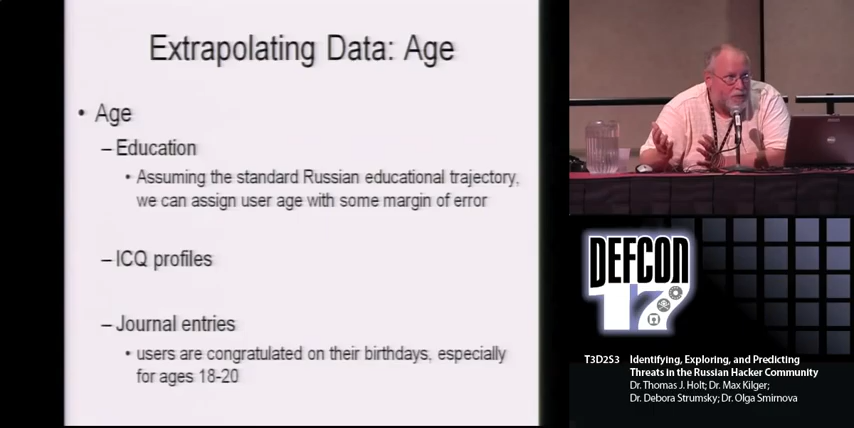 Extrapolating Data: Age
• Age
– Education
• Assuming the standard Russian educational trajectory,
we can assign user age with some margin of error
– ICQ profiles
– Journal entries
• users are congratulated on their birthdays, especially
for ages 18-20
DEFCON
17
T3D2S3 Identifying, Exploring, and Predicting
Threats in the Russian Hacker Community
Dr. Thomas J. Holt; Dr. Max Kilger;
Dr. Debora Strumsky; Dr. Olga Smirnova